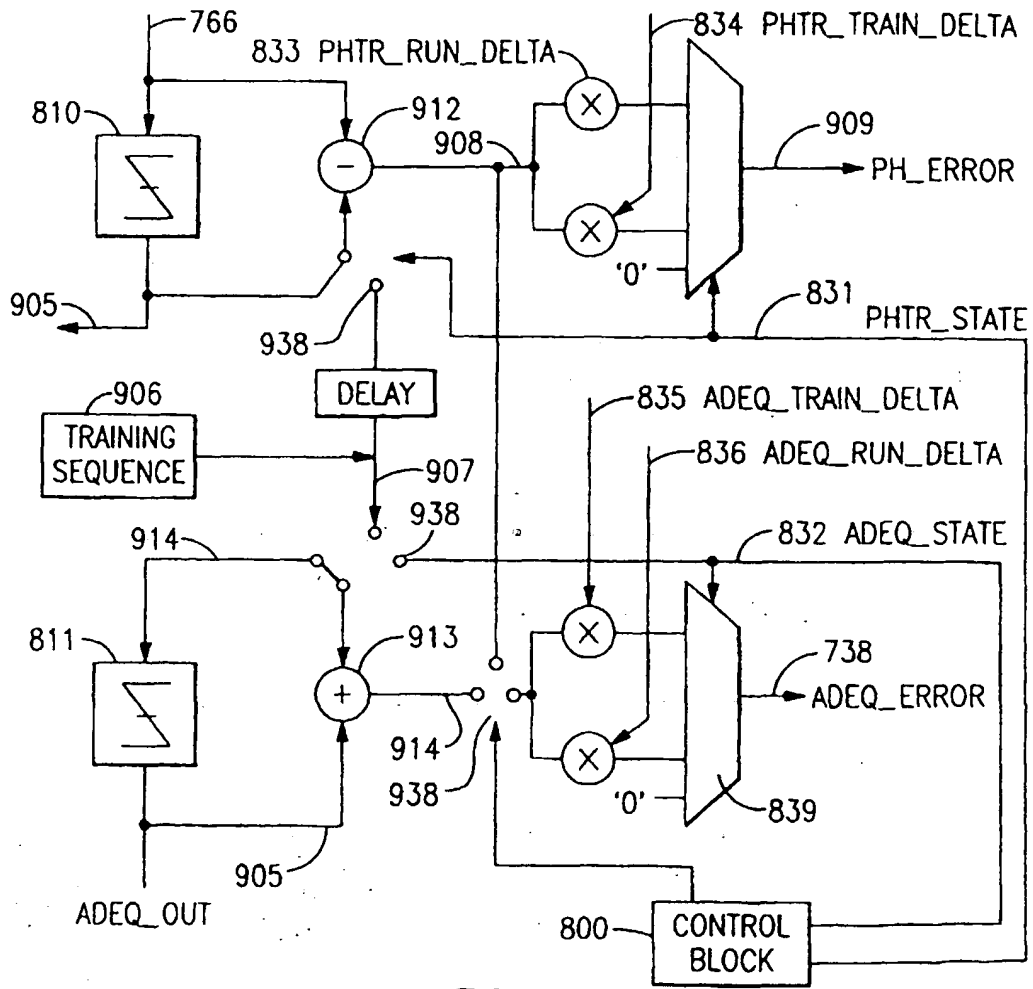 766
833 PHTR_RUN_DELTA
834 PHTR_TRAIN_DELTA
810
912
908
X
909
−
PH_ERROR
X
'0'
905
938
831
PHTR_STATE
DELAY
906
TRAINING
SEQUENCE
907
835 ADEQ_TRAIN_DELTA
836 ADEQ_RUN_DELTA
914
938
832 ADEQ_STATE
811
913
X
738
+
ADEQ_ERROR
914
X
938
'0'
839
905
ADEQ_OUT
800
CONTROL
BLOCK